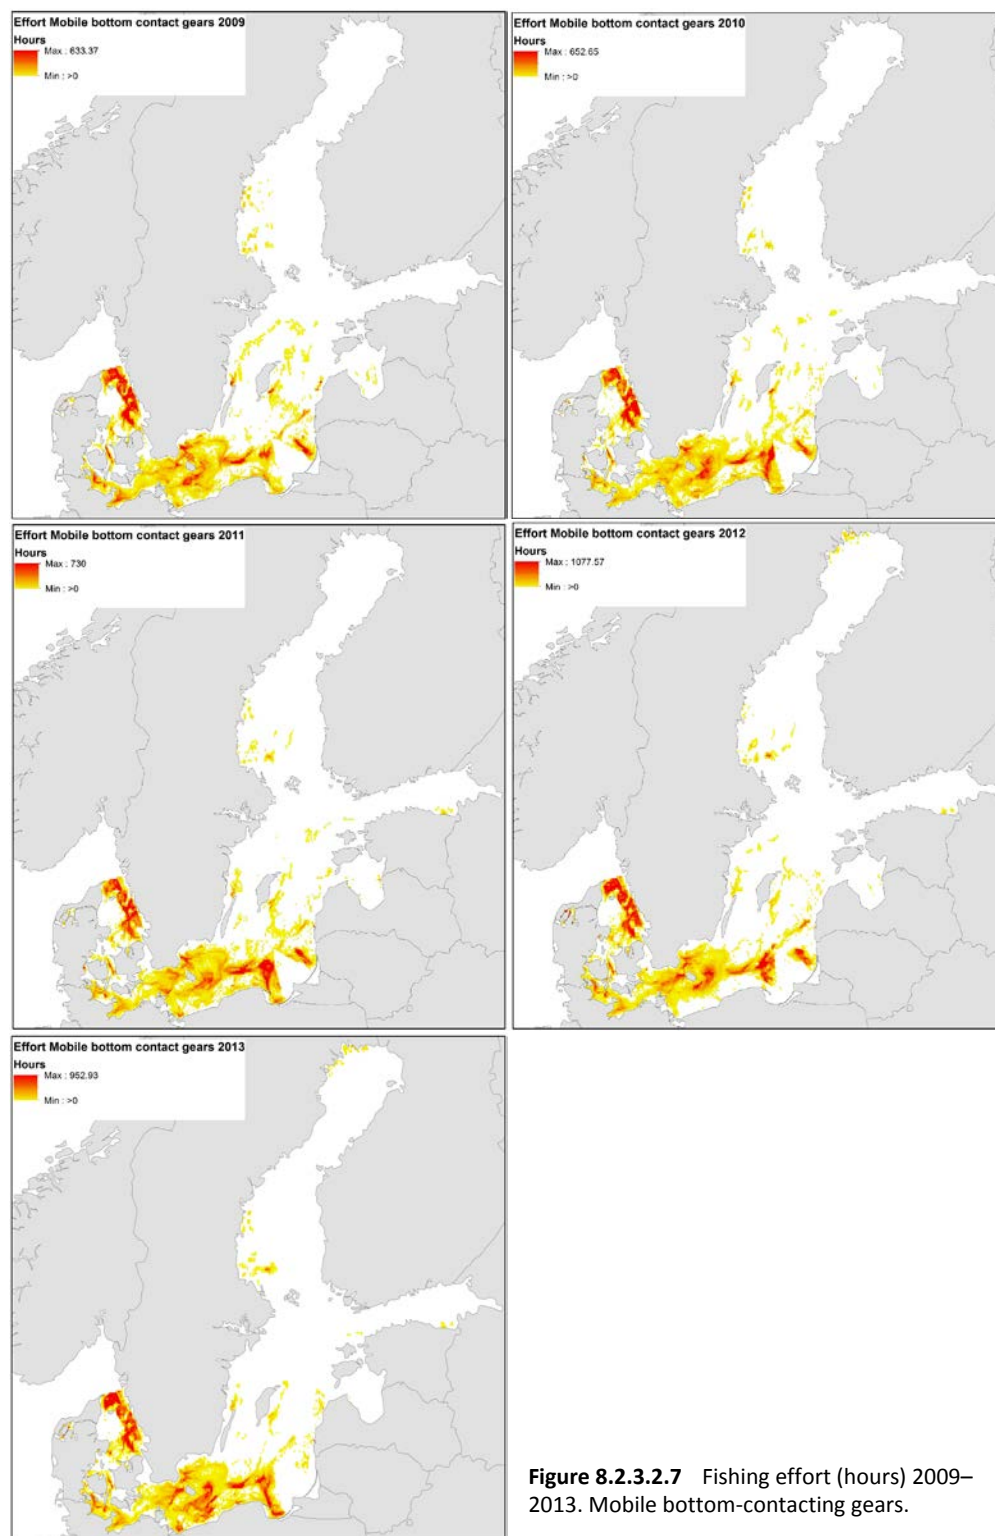 Effort Mobile bottom contact gears 2009
Hours
Max : 633.37
Min : >0
Effort Mobile bottom contact gears 2010
Hours
Max : 652.65
Min : >0
Effort Mobile bottom contact gears 2011
Hours
Max : 730
Min : >0
Effort Mobile bottom contact gears 2012
Hours
Max : 1077.57
Min : >0
Effort Mobile bottom contact gears 2013
Hours
Max : 952.93
Min : >0
Figure 8.2.3.2.7 Fishing effort (hours) 2009–
2013. Mobile bottom-contacting gears.